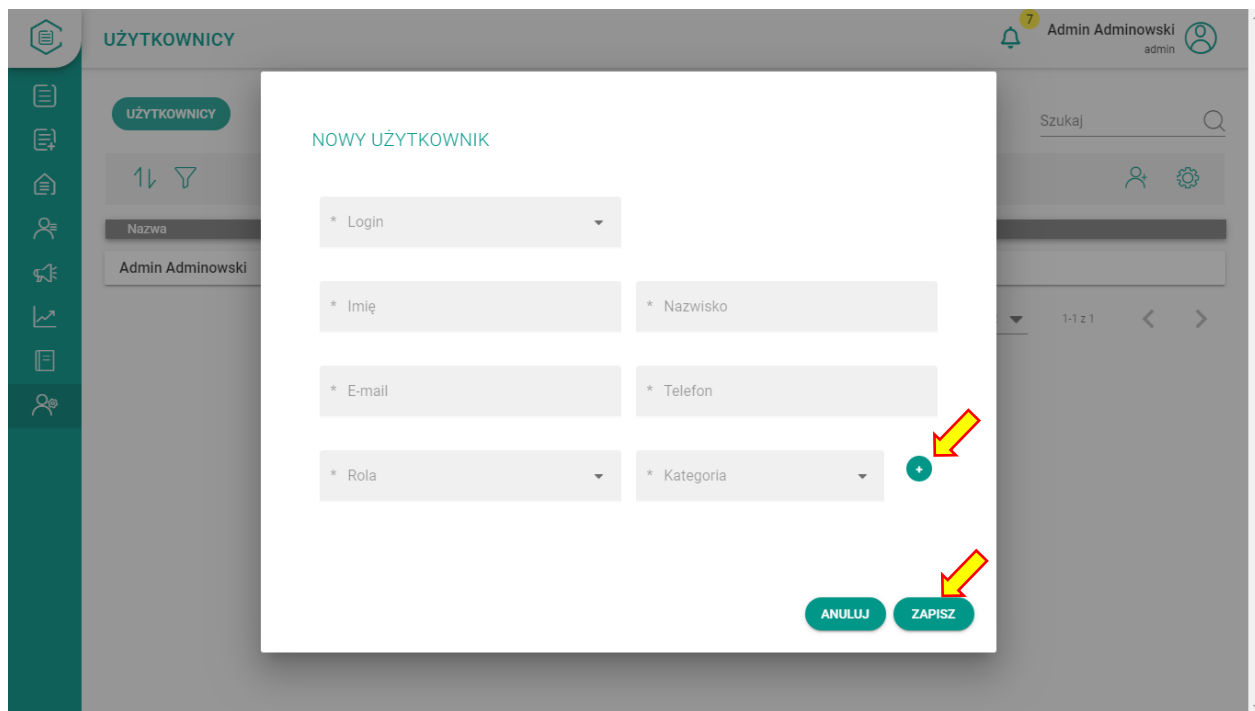 UŻYTKOWNICY
7
Admin Adminowski
admin
UŻYTKOWNICY
Szukaj
NOWY UŻYTKOWNIK
* Login
Nazwa
Admin Adminowski
* Imię
* Nazwisko
1-1 z 1
* E-mail
* Telefon
* Rola
* Kategoria
+
ANULUJ
ZAPISZ